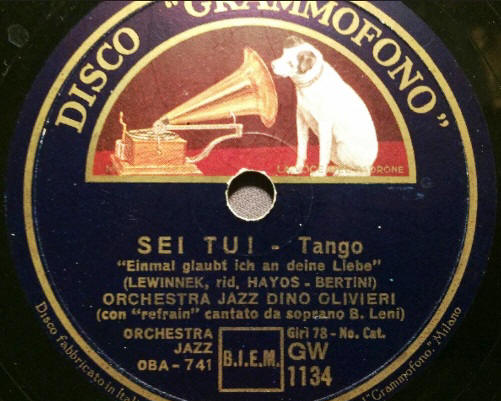 DISCO "GRAMMOFONO"
SEI TU! - Tango
"Einmal glaubt ich an deine Liebe"
(LEWINNEK, rid, HAYOS - BERTINI)
ORCHESTRA JAZZ DINO OLIVIERI
(con "refrain" cantato da soprano B. Leni)
ORCHESTRA
JAZZ
OBA - 741
B.I.E.M.
Giri 78 - No. Cat.
GW
1134
Disco fabbricato in Ital
"Grammofono" Milano